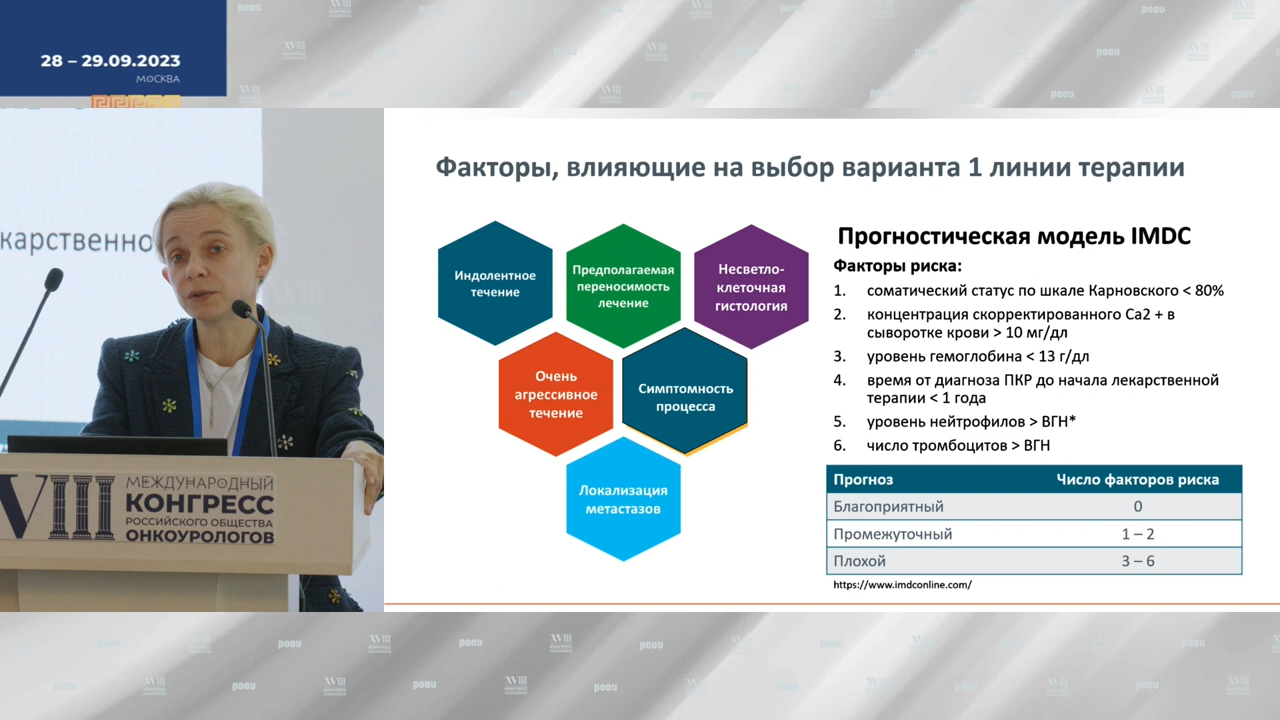 28 – 29.09.2023
МОСКВА
карственно
VIII
МЕЖДУНАРОДНЫЙ
КОНГРЕСС
РОССИЙСКОГО ОБЩЕСТВА
ОНКОУРОЛОГОВ
Факторы, влияющие на выбор варианта 1 линии терапии
Индолентное
течение
Предполагаемая
переносимость
лечение
Несветло-
клеточная
гистология
Очень
агрессивное
течение
Симптомность
процесса
Локализация
метастазов
Прогностическая модель IMDC
Факторы риска:
1. соматический статус по шкале Карновского < 80%
2. концентрация скорректированного Ca2 + в
сыворотке крови > 10 мг/дл
3. уровень гемоглобина < 13 г/дл
4. время от диагноза ПКР до начала лекарственной
терапии < 1 года
5. уровень нейтрофилов > ВГН*
6. число тромбоцитов > ВГН
Прогноз Число факторов риска
Благоприятный 0
Промежуточный 1 – 2
Плохой 3 – 6
https://www.imdconline.com/